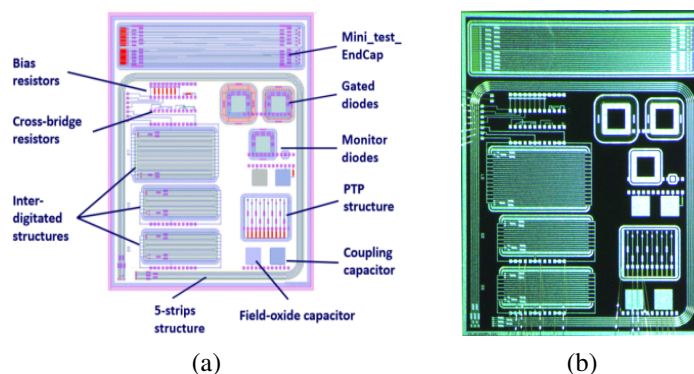 Mini_test_
EndCap
Bias
resistors
Gated
diodes
Cross-bridge
resistors
Monitor
diodes
Inter-
digitated
structures
PTP
structure
Coupling
capacitor
5-strips
structure
Field-oxide capacitor
(a)
(b)